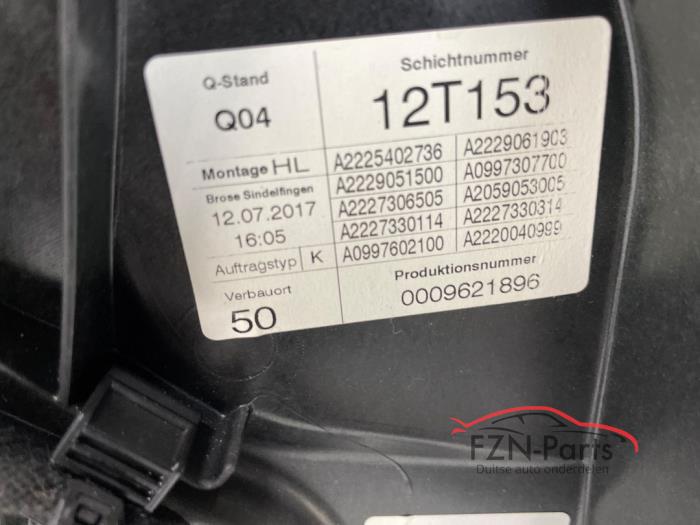 Q-Stand
Q04
Schichtnummer
12T153
Montage HL
Brose Sindelfingen
12.07.2017
16:05
Auftragstyp K
Verbauort
50
A2225402736 A2229061903
A2229051500 A0997307700
A2227306505 A2059053005
A2227330114 A2227330314
A0997602100 A2220040999
Produktionsnummer
0009621896
FZN-Parts
Duitse auto onderdelen